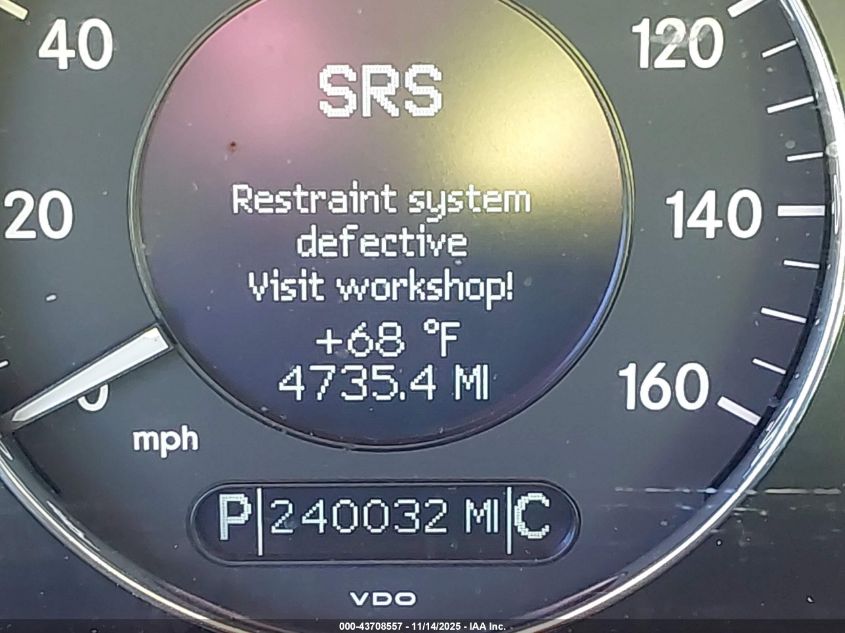 40
120
SRS
20
Restraint system
140
defective
Visit workshop!
+68 °F
4735.4 MI
0
160
mph
P 240032 MI C
VDO
000-43708557 - 11/14/2025 - IAA Inc.